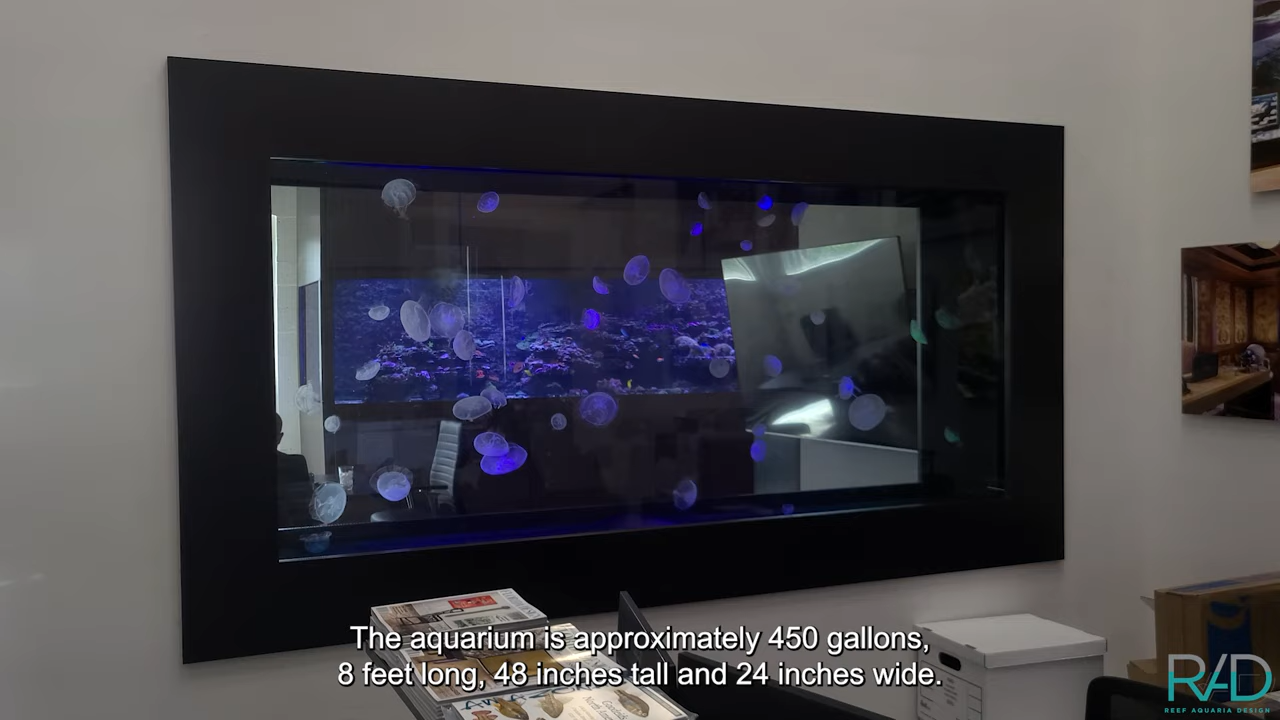 The aquarium is approximately 450 gallons,
8 feet long, 48 inches tall and 24 inches wide.
RAD
REEF AQUARIA DESIGN